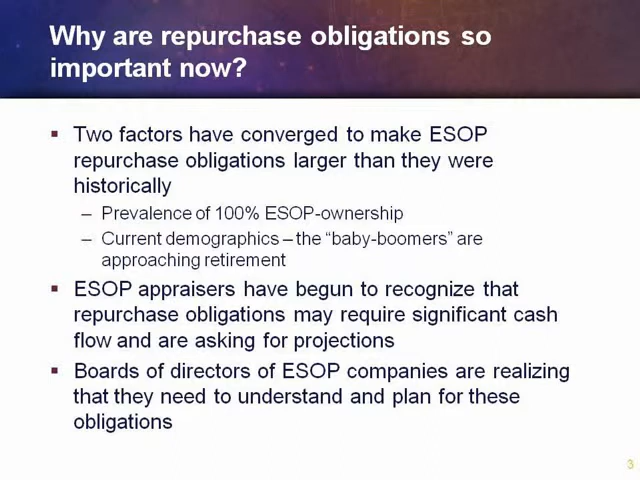 Why are repurchase obligations so
important now?
▪ Two factors have converged to make ESOP
repurchase obligations larger than they were
historically
– Prevalence of 100% ESOP-ownership
– Current demographics – the “baby-boomers” are
approaching retirement
▪ ESOP appraisers have begun to recognize that
repurchase obligations may require significant cash
flow and are asking for projections
▪ Boards of directors of ESOP companies are realizing
that they need to understand and plan for these
obligations
3